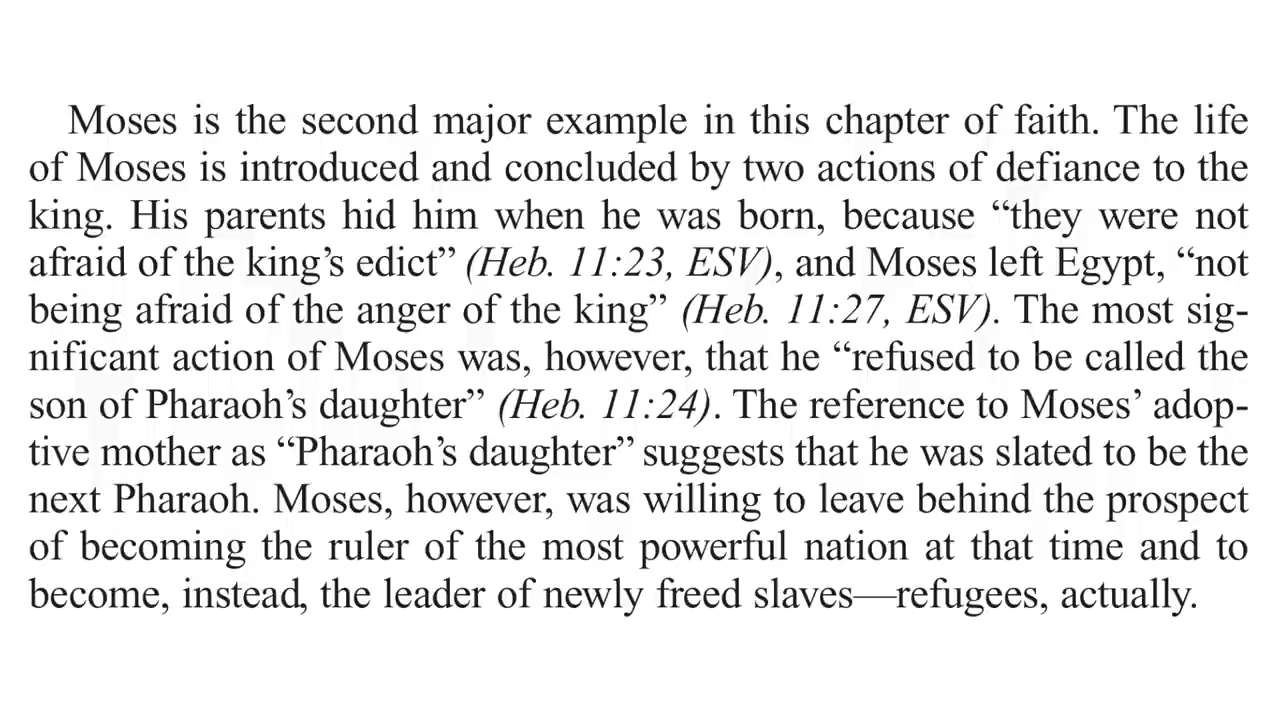 Moses is the second major example in this chapter of faith. The life
of Moses is introduced and concluded by two actions of defiance to the
king. His parents hid him when he was born, because “they were not
afraid of the king’s edict” (Heb. 11:23, ESV), and Moses left Egypt, “not
being afraid of the anger of the king” (Heb. 11:27, ESV). The most sig-
nificant action of Moses was, however, that he “refused to be called the
son of Pharaoh’s daughter” (Heb. 11:24). The reference to Moses’ adop-
tive mother as “Pharaoh’s daughter” suggests that he was slated to be the
next Pharaoh. Moses, however, was willing to leave behind the prospect
of becoming the ruler of the most powerful nation at that time and to
become, instead, the leader of newly freed slaves—refugees, actually.